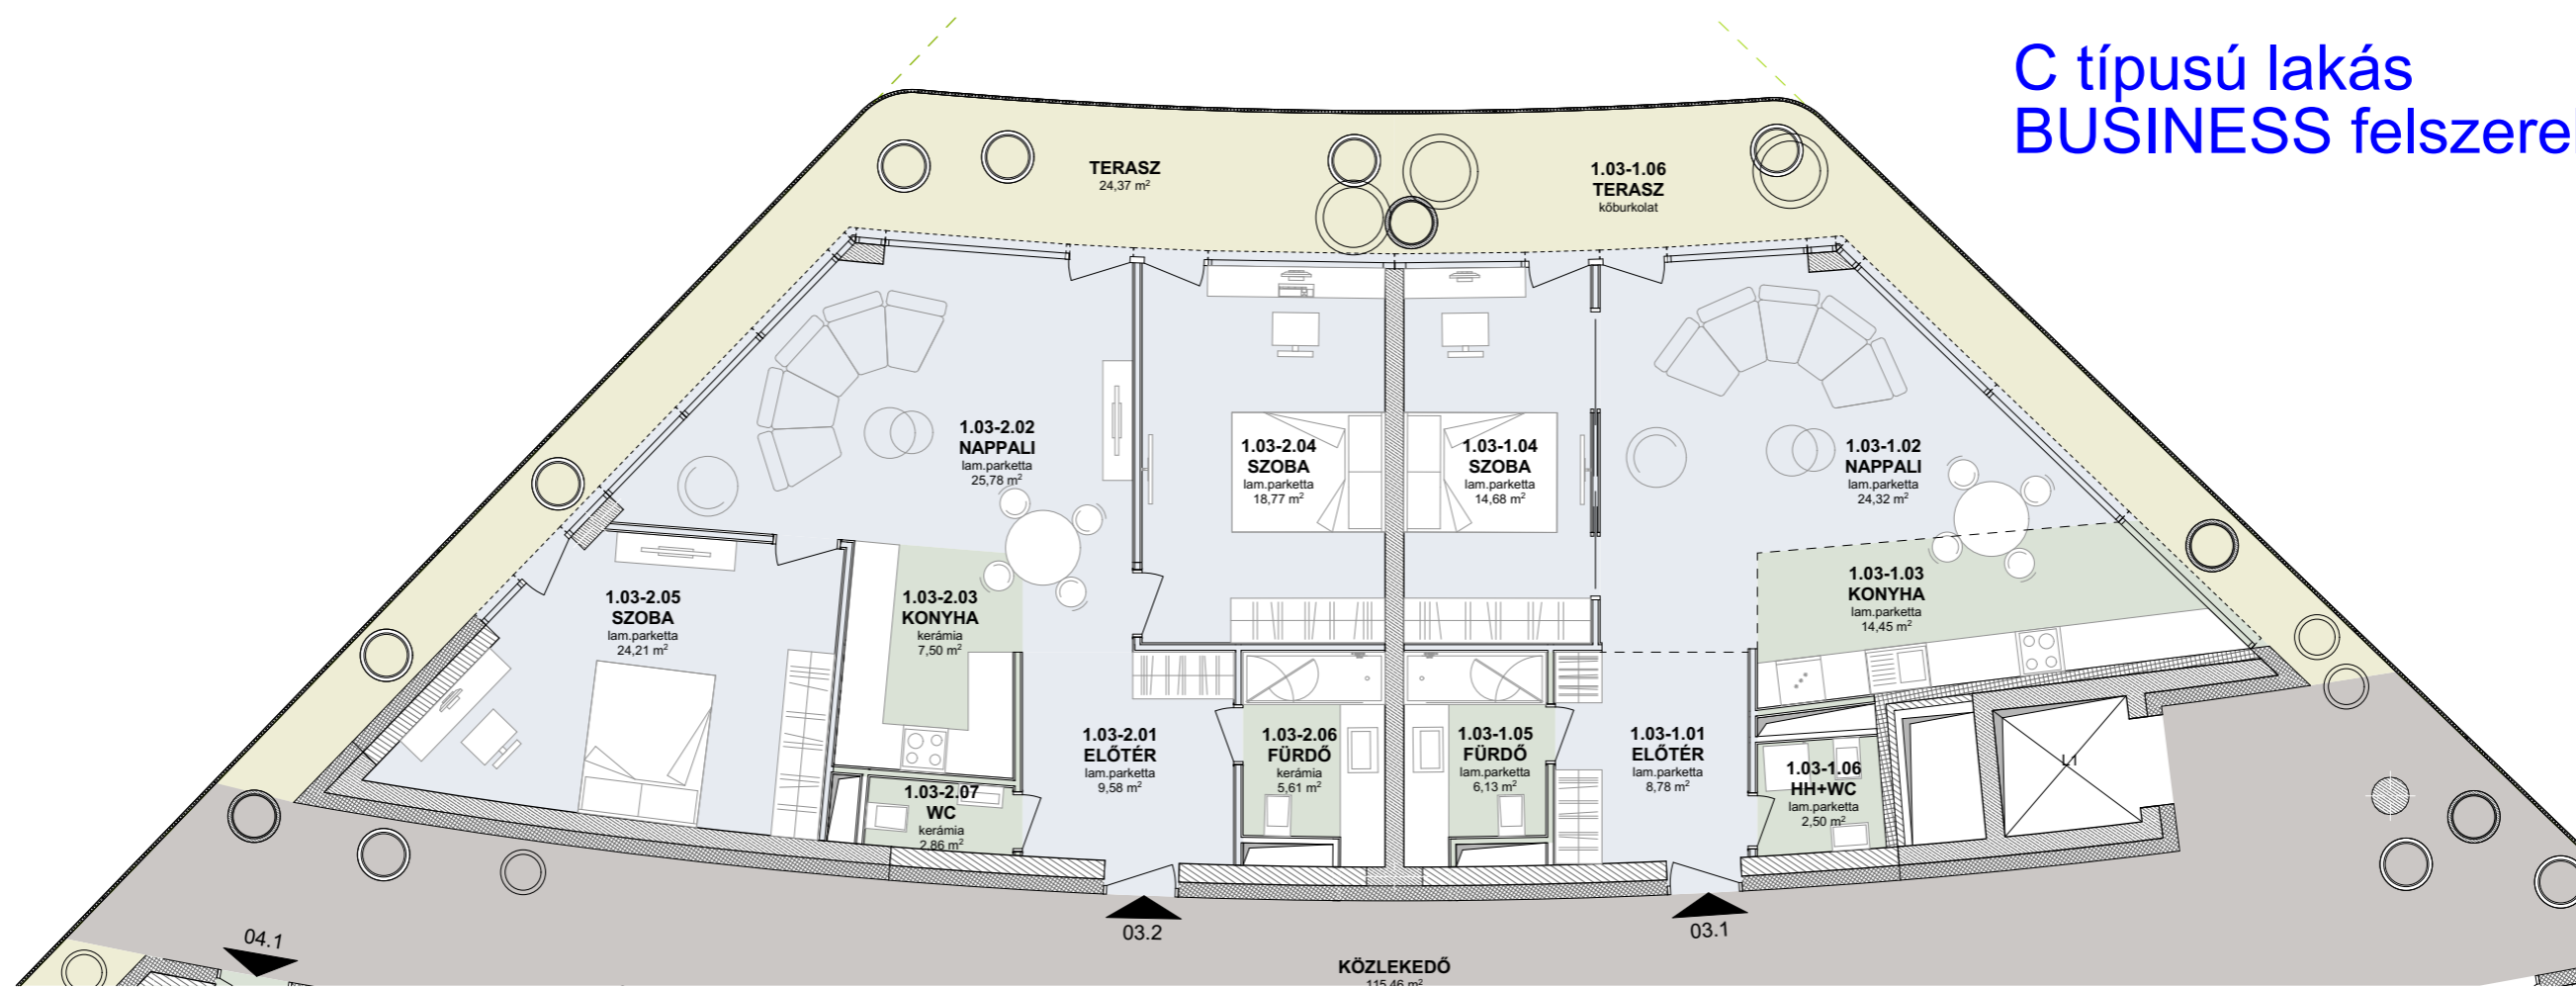 C típusú lakás
BUSINESS felszerel
TERASZ
24,37 m²
1.03-1.06
TERASZ
kőburkolat
1.03-2.02
NAPPALI
lam.parketta
25,78 m²
1.03-2.04
SZOBA
lam.parketta
18,77 m²
1.03-1.04
SZOBA
lam.parketta
14,68 m²
1.03-1.02
NAPPALI
lam.parketta
24,32 m²
1.03-2.05
SZOBA
lam.parketta
24,21 m²
1.03-2.03
KONYHA
kerámia
7,50 m²
1.03-1.03
KONYHA
lam.parketta
14,45 m²
1.03-2.01
ELŐTÉR
lam.parketta
9,58 m²
1.03-2.06
FÜRDŐ
kerámia
5,61 m²
1.03-1.05
FÜRDŐ
lam.parketta
6,13 m²
1.03-1.01
ELŐTÉR
lam.parketta
8,78 m²
1.03-2.07
WC
kerámia
2,86 m²
1.03-1.06
HH+WC
lam.parketta
2,50 m²
L1
04.1
03.2
03.1
KÖZLEKEDŐ
115,46 m²